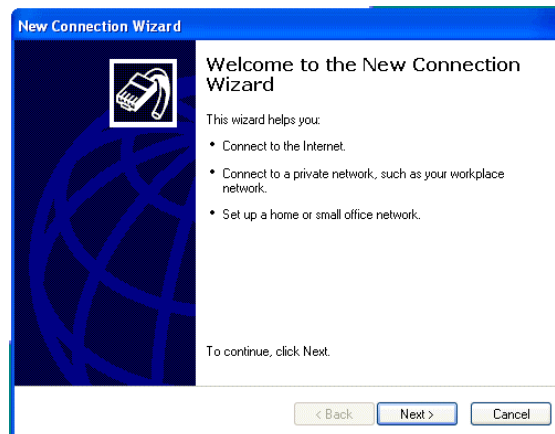 New Connection Wizard
Welcome to the New Connection
Wizard
This wizard helps you:
• Connect to the Internet.
• Connect to a private network, such as your workplace
network.
• Set up a home or small office network.
To continue, click Next.
< Back Next > Cancel